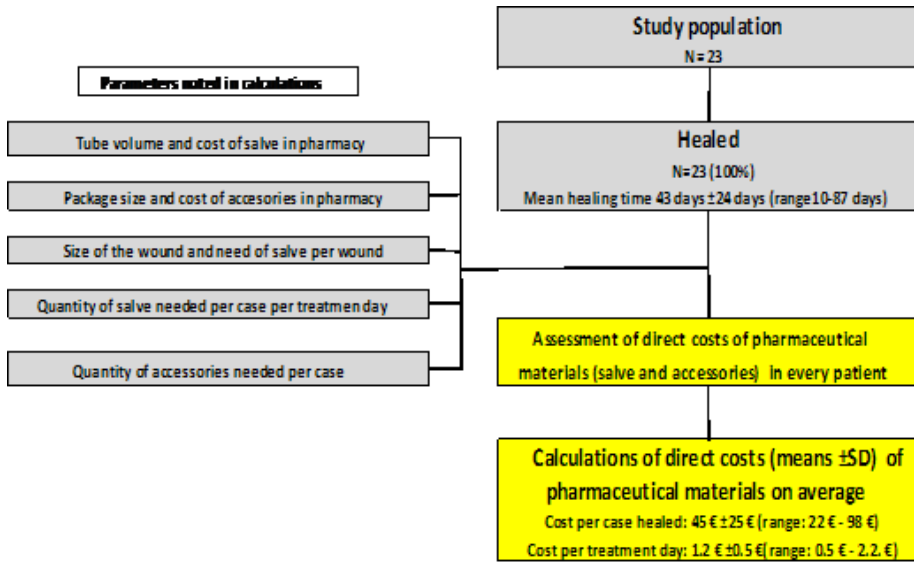 Study population
N= 23
Parameters noted in calculations
Tube volume and cost of salve in pharmacy
Package size and cost of accesories in pharmacy
Size of the wound and need of salve per wound
Quantity of salve needed per case per treatmen day
Quantity of accessories needed per case
Healed
N=23 (100%)
Mean healing time 43 days ±24 days (range10-87 days)
Assessment of direct costs of pharmaceutical
materials (salve and accessories) in every patient
Calculations of direct costs (means ±SD) of
pharmaceutical materials on average
Cost per case healed: 45 € ±25 € (range: 22 € - 98 €)
Cost per treatment day: 1.2 € ±0.5 €( range: 0.5 € - 2.2. €)